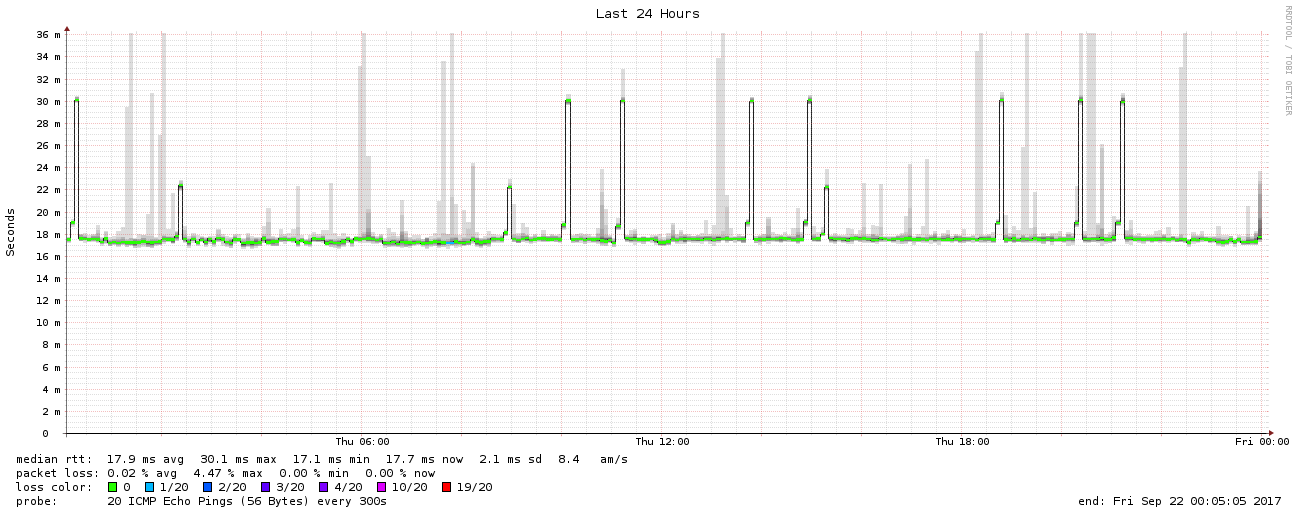 Last 24 Hours
RRDTOOL / TOBI OETIKER
Seconds
36 m
34 m
32 m
30 m
28 m
26 m
24 m
22 m
20 m
18 m
16 m
14 m
12 m
10 m
8 m
6 m
4 m
2 m
0
Thu 06:00 Thu 12:00 Thu 18:00 Fri 00:00
median rtt: 17.9 ms avg 30.1 ms max 17.1 ms min 17.7 ms now 2.1 ms sd 8.4 am/s
packet loss: 0.02 % avg 4.47 % max 0.00 % min 0.00 % now
loss color: 0 1/20 2/20 3/20 4/20 10/20 19/20
probe: 20 ICMP Echo Pings (56 Bytes) every 300s end: Fri Sep 22 00:05:05 2017